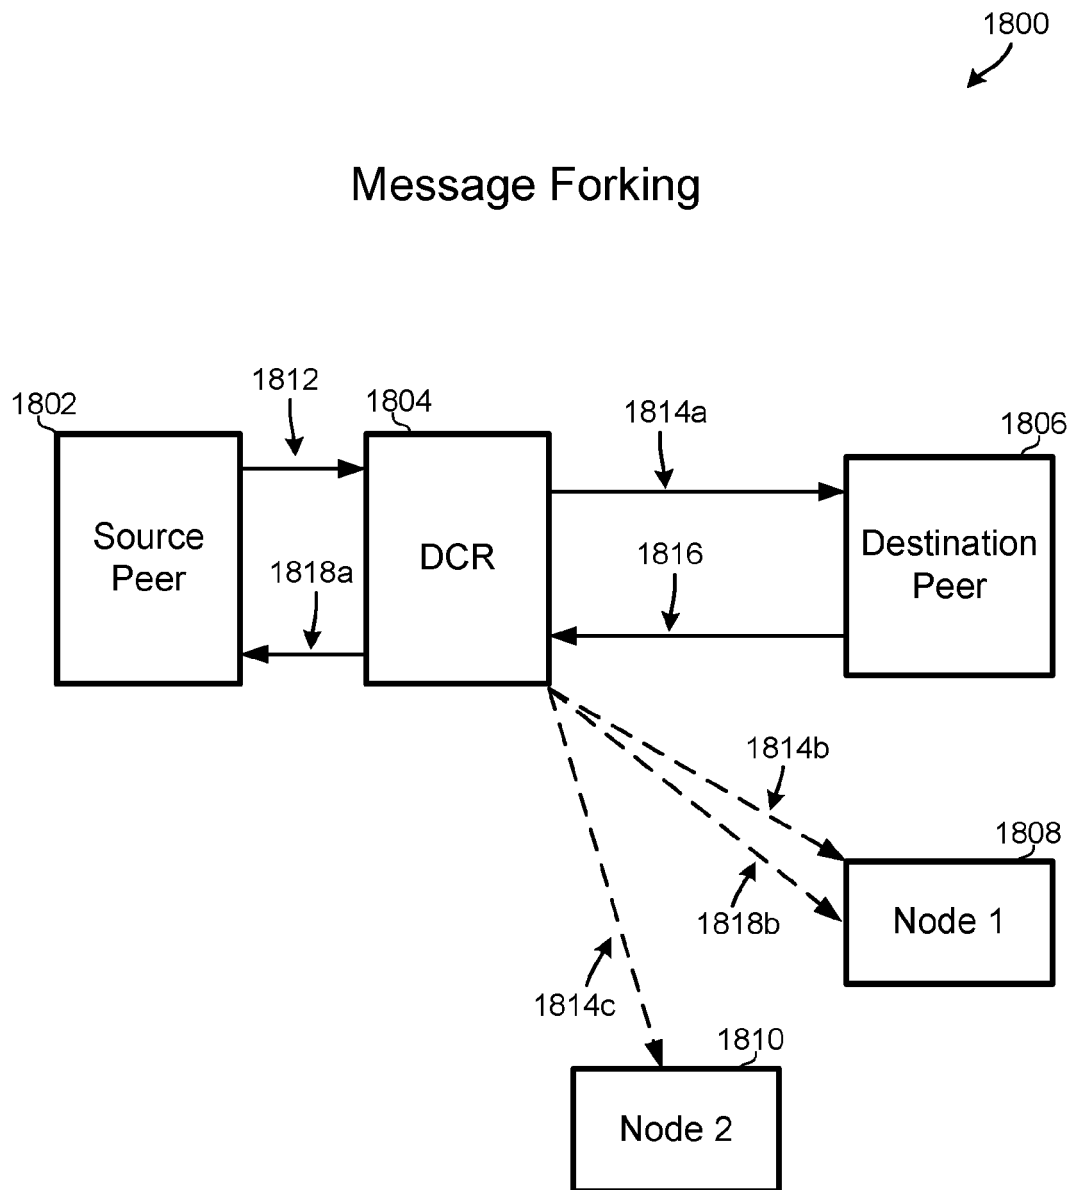 1800
Message Forking
1812
1802
1804
1814a
1806
Source
Peer
DCR
Destination
Peer
1816
1818a
1814b
1808
Node 1
1818b
1814c
1810
Node 2